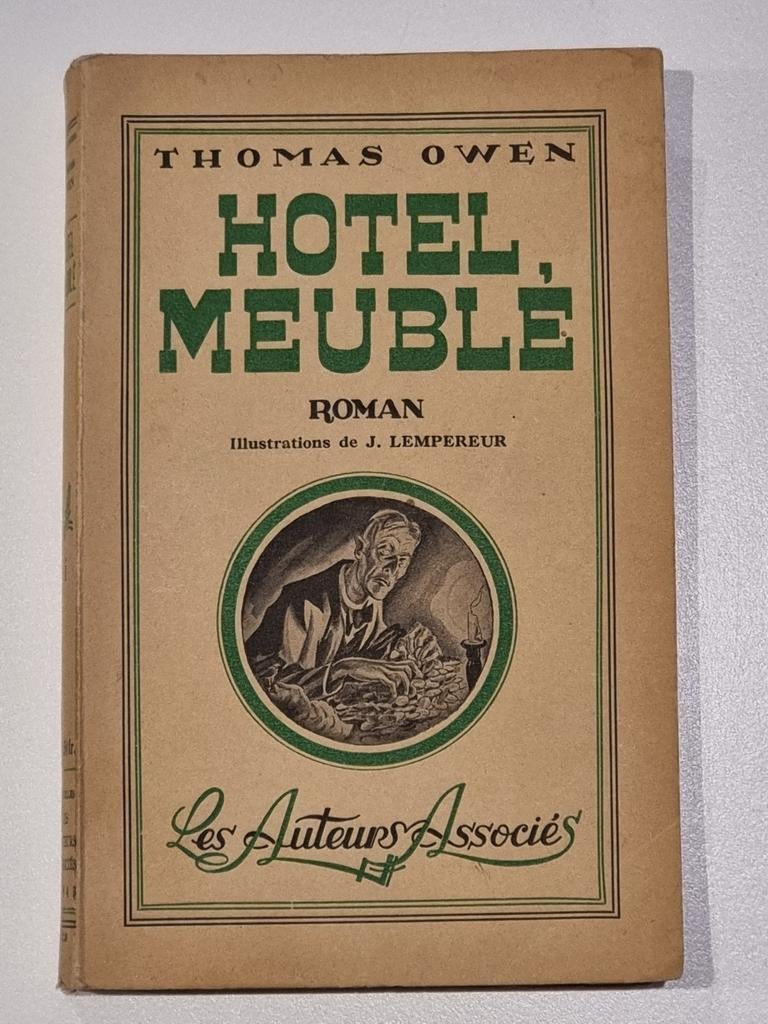 THOMAS OWEN
HOTEL
MEUBLÉ
ROMAN
Illustrations de J. LEMPEREUR
Les Auteurs Associés